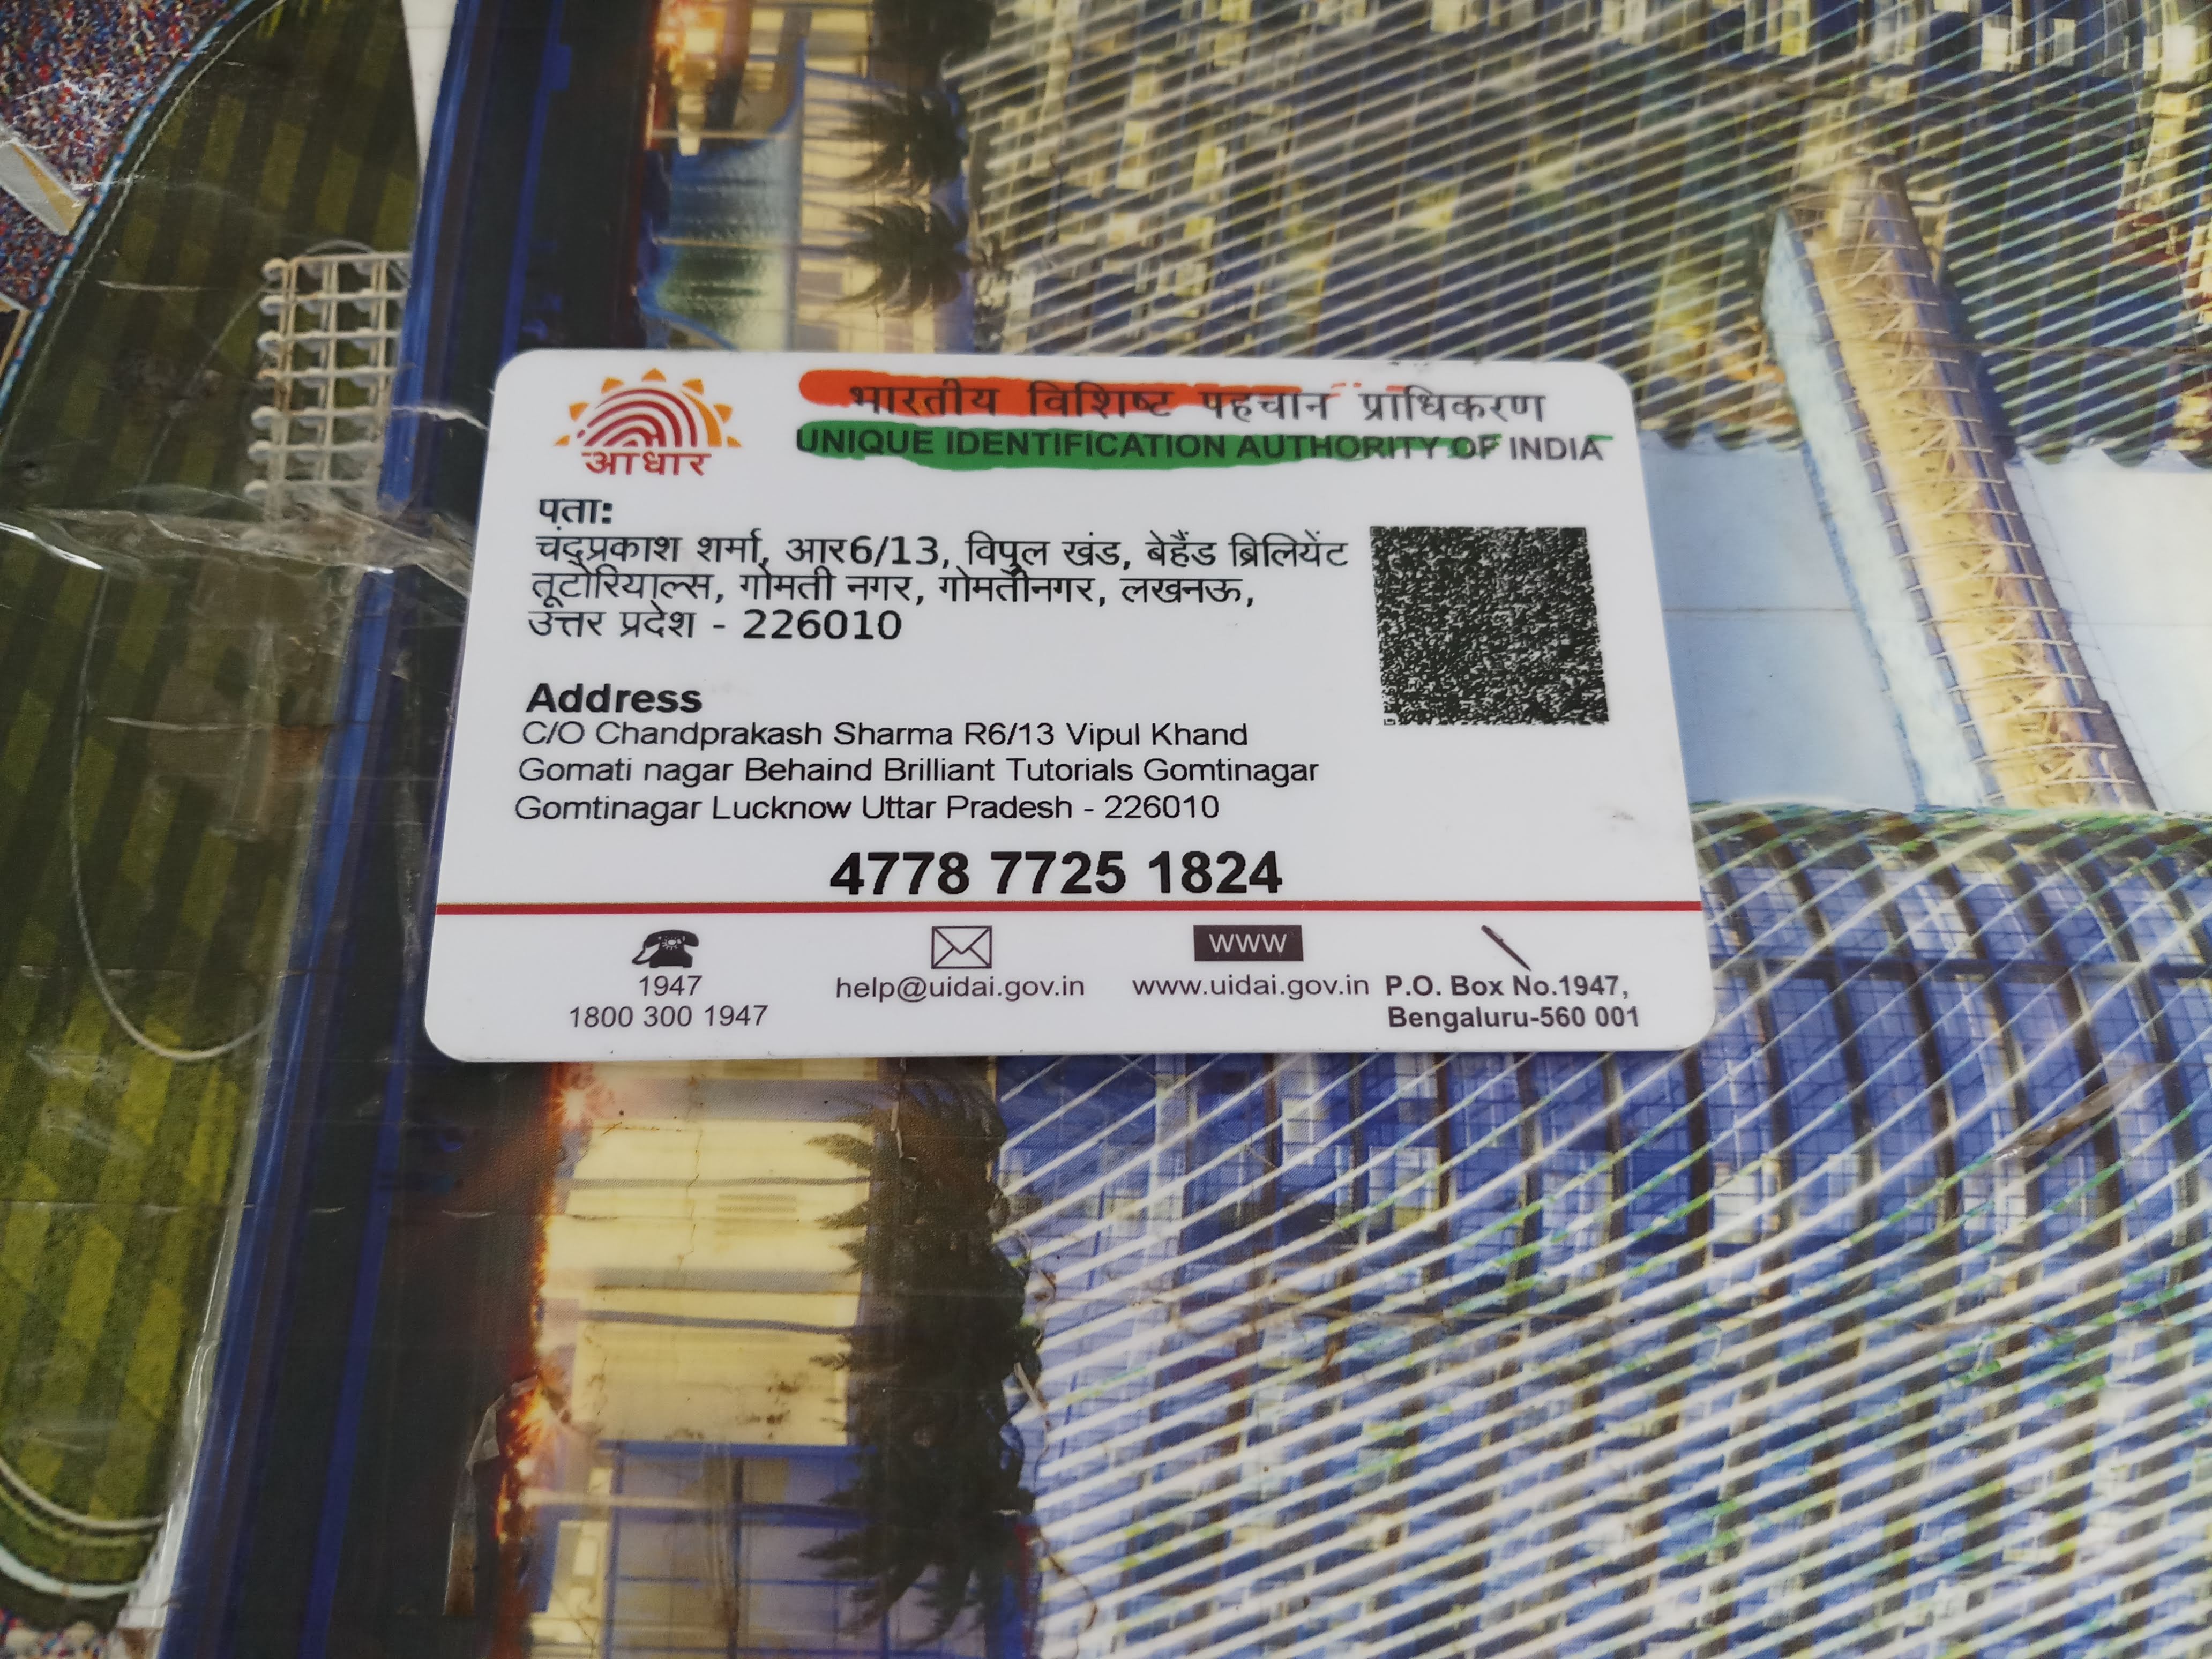 आधार
भारतीय विशिष्ट पहचान प्राधिकरण
UNIQUE IDENTIFICATION AUTHORITY OF INDIA
पता:
चंद्रप्रकाश शर्मा, आर6/13, विपुल खंड, बेहैंड ब्रिलियेंट
तूटोरियाल्स, गोमती नगर, गोमतीनगर, लखनऊ,
उत्तर प्रदेश - 226010
Address
C/O Chandprakash Sharma R6/13 Vipul Khand
Gomati nagar Behaind Brilliant Tutorials Gomtinagar
Gomtinagar Lucknow Uttar Pradesh - 226010
4778 7725 1824
1947
1800 300 1947
help@uidai.gov.in
WWW
www.uidai.gov.in
P.O. Box No.1947,
Bengaluru-560 001